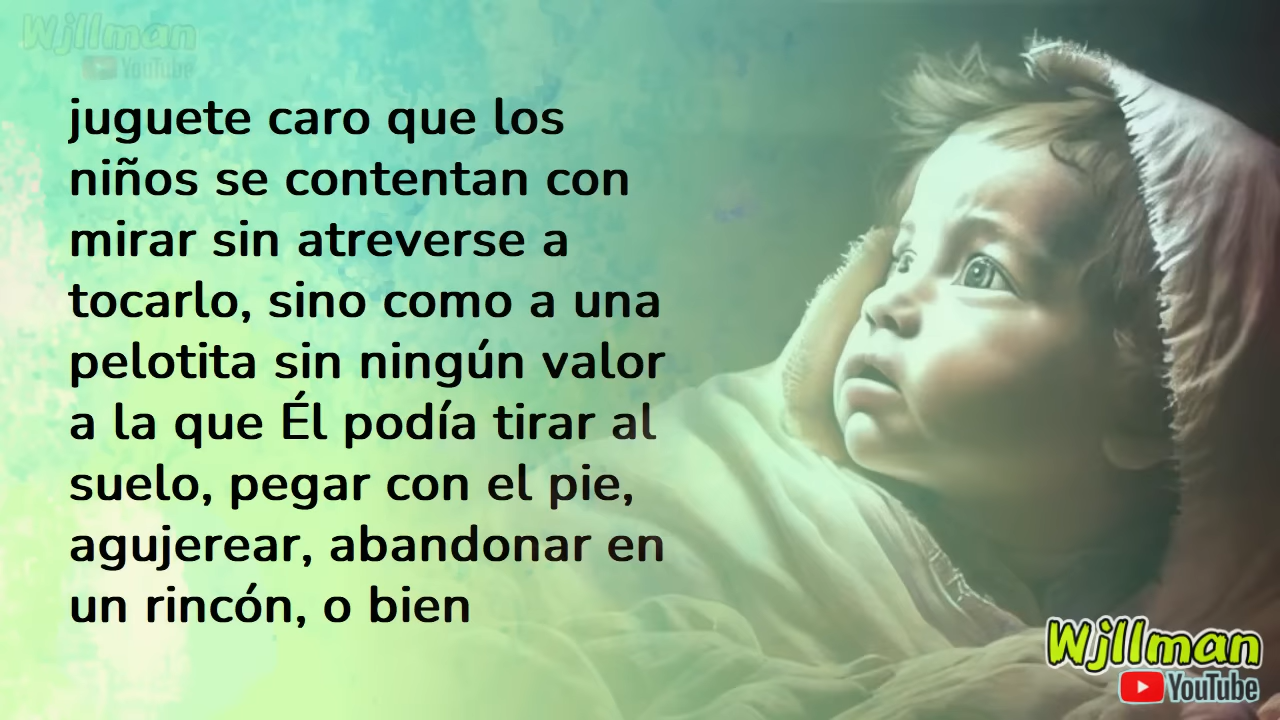 Wjllman
YouTube
juguete caro que los
niños se contentan con
mirar sin atreverse a
tocarlo, sino como a una
pelotita sin ningún valor
a la que Él podía tirar al
suelo, pegar con el pie,
agujerear, abandonar en
un rincón, o bien
Wjllman
YouTube